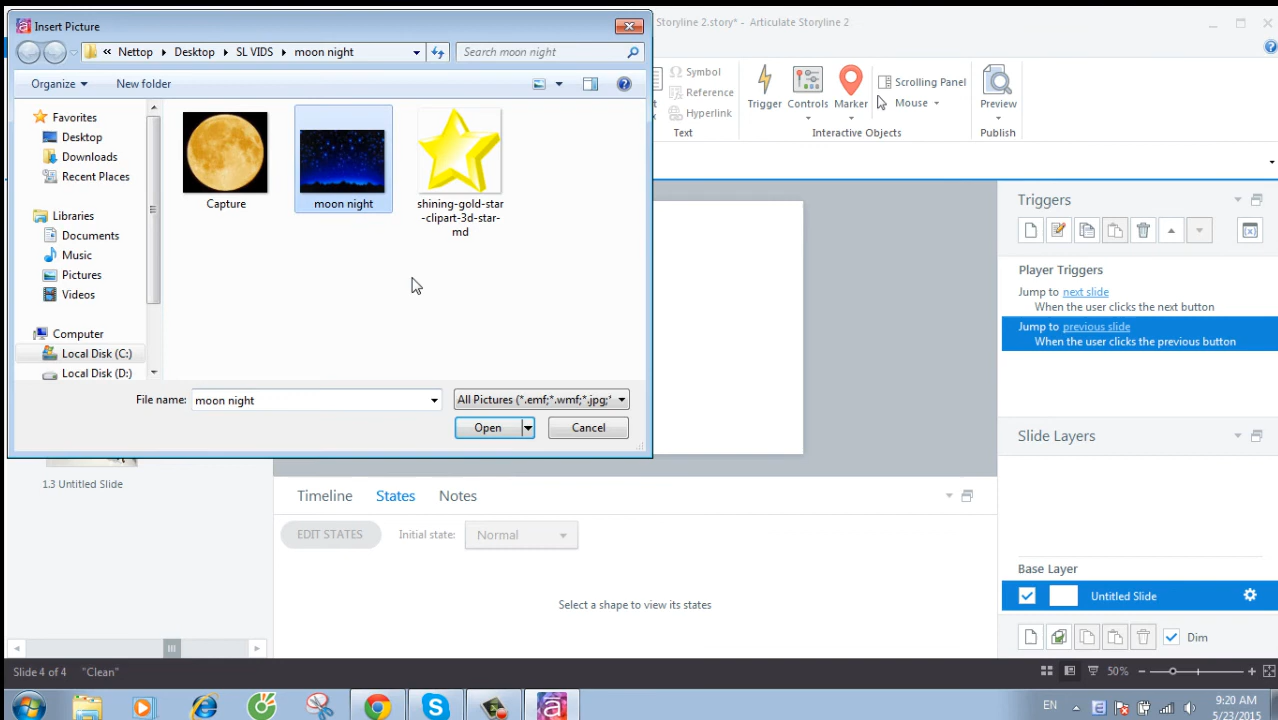 Insert Picture
Storyline 2.story* - Articulate Storyline 2
« Nettop Desktop SL VIDS moon night
Search moon night
Organize
New folder
Favorites
Desktop
Downloads
Recent Places
Libraries
Documents
Music
Pictures
Videos
Computer
Local Disk (C:)
Local Disk (D:)
Capture
moon night
shining-gold-star
-clipart-3d-star-
md
File name:
moon night
All Pictures (*.emf;*.wmf;*.jpg;*
Open
Cancel
Symbol
Reference
Hyperlink
Text
Trigger
Controls
Marker
Scrolling Panel
Mouse
Interactive Objects
Preview
Publish
Triggers
Player Triggers
Jump to next slide
When the user clicks the next button
Jump to previous slide
When the user clicks the previous button
Slide Layers
Base Layer
Untitled Slide
Dim
1.3 Untitled Slide
Timeline
States
Notes
EDIT STATES
Initial state:
Normal
Select a shape to view its states
Slide 4 of 4
"Clean"
50%
EN
9:20 AM
5/23/2015